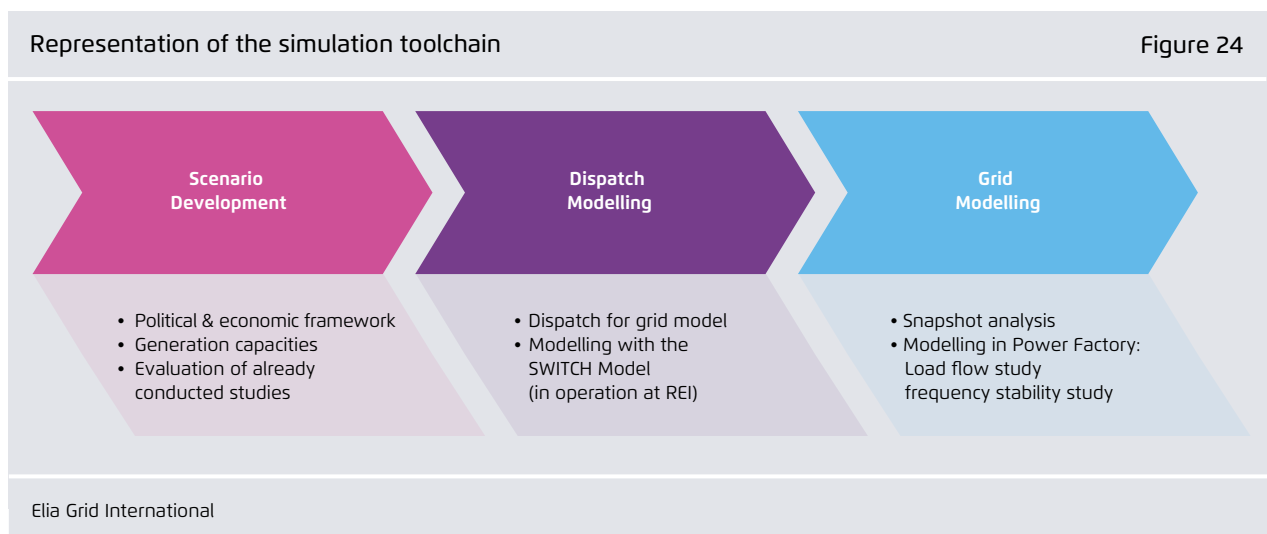 Representation of the simulation toolchain
Figure 24
Scenario
Development
Dispatch
Modelling
Grid
Modelling
• Political & economic framework
• Generation capacities
• Evaluation of already
conducted studies
• Dispatch for grid model
• Modelling with the
SWITCH Model
(in operation at REI)
• Snapshot analysis
• Modelling in Power Factory:
Load flow study
frequency stability study
Elia Grid International